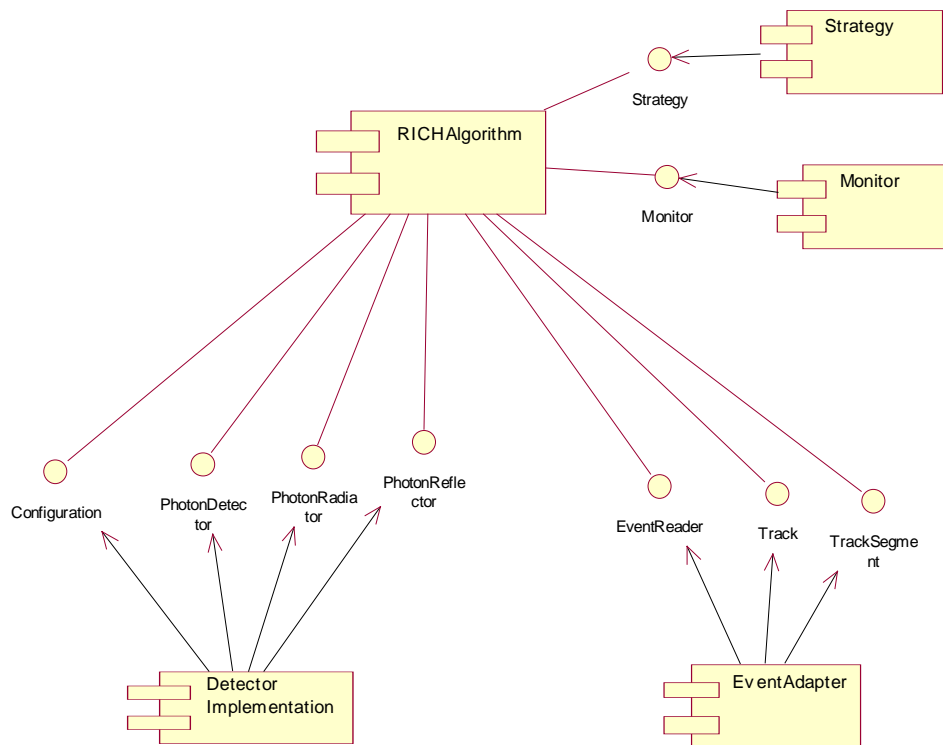 Strategy
Strategy
RICHAlgorithm
Monitor
Monitor
Configuration
PhotonDetec
tor
PhotonRadia
tor
PhotonRefle
ctor
EventReader
Track
TrackSegme
nt
Detector
Implementation
EventAdapter